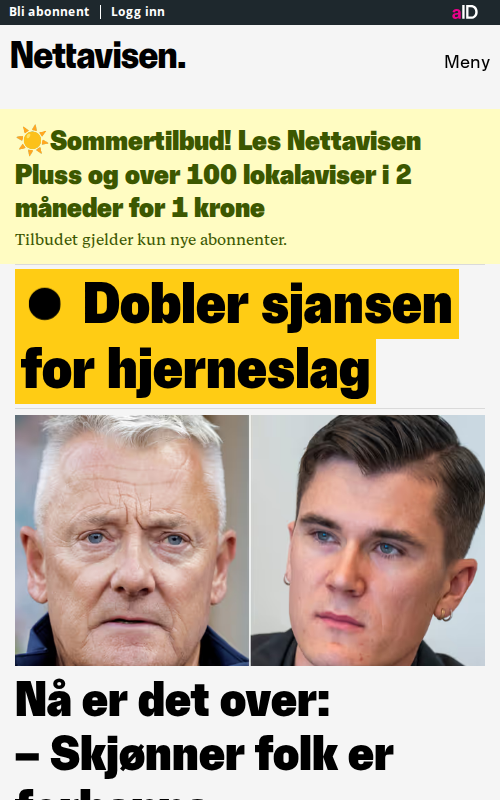 Bli abonnent | Logg inn
aID
Nettavisen.
Meny
☀️Sommertilbud! Les Nettavisen
Pluss og over 100 lokalaviser i 2
måneder for 1 krone
Tilbudet gjelder kun nye abonnenter.
● Dobler sjansen
for hjerneslag
Nå er det over:
– Skjønner folk er